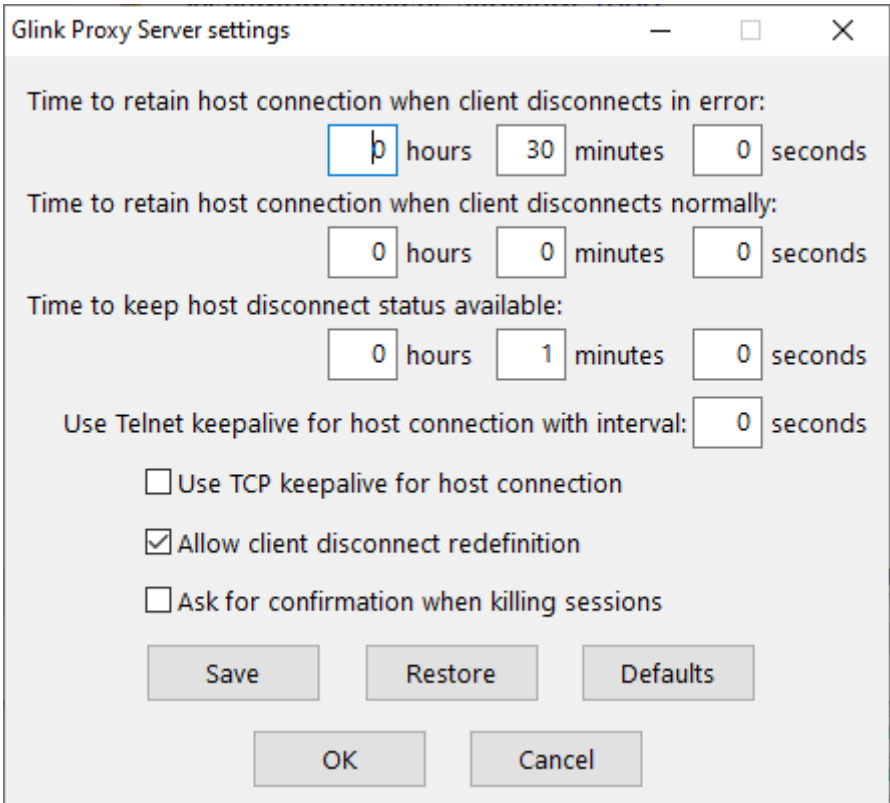 Glink Proxy Server settings
Time to retain host connection when client disconnects in error:
0 hours 30 minutes 0 seconds
Time to retain host connection when client disconnects normally:
0 hours 0 minutes 0 seconds
Time to keep host disconnect status available:
0 hours 1 minutes 0 seconds
Use Telnet keepalive for host connection with interval: 0 seconds
Use TCP keepalive for host connection
Allow client disconnect redefinition
Ask for confirmation when killing sessions
Save Restore Defaults
OK Cancel